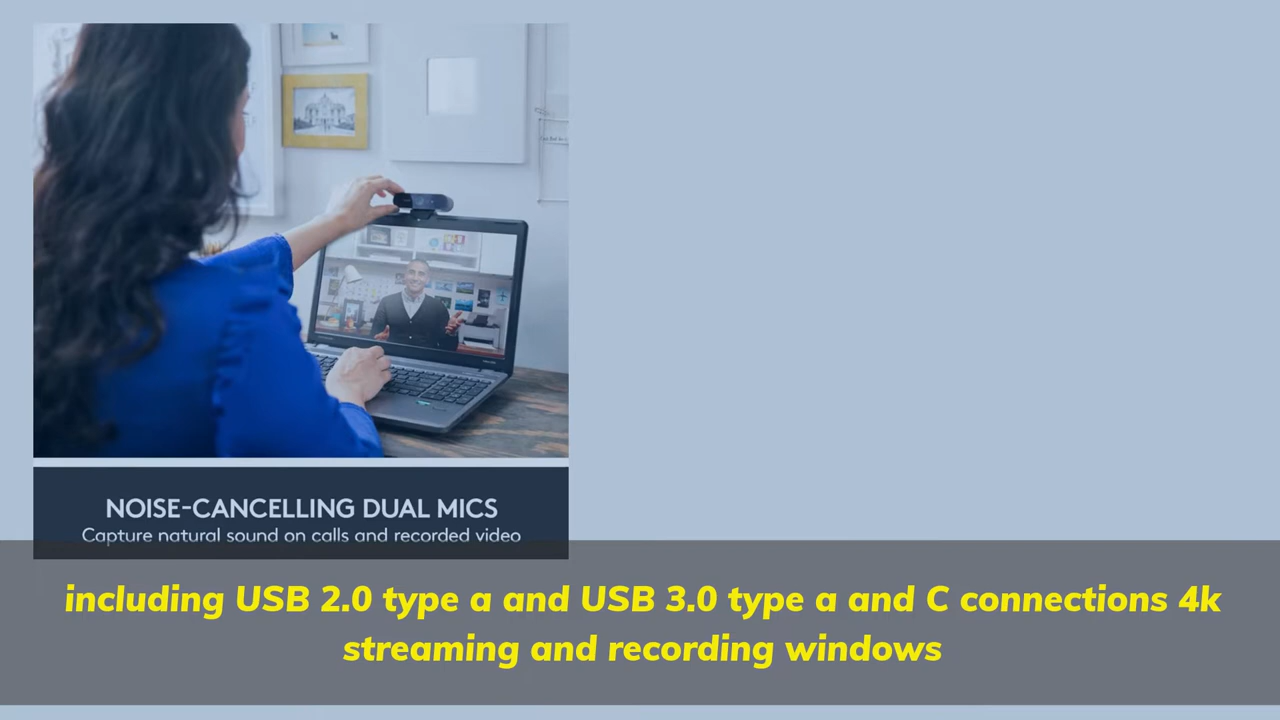 NOISE-CANCELLING DUAL MICS
Capture natural sound on calls and recorded video
including USB 2.0 type a and USB 3.0 type a and C connections 4k
streaming and recording windows